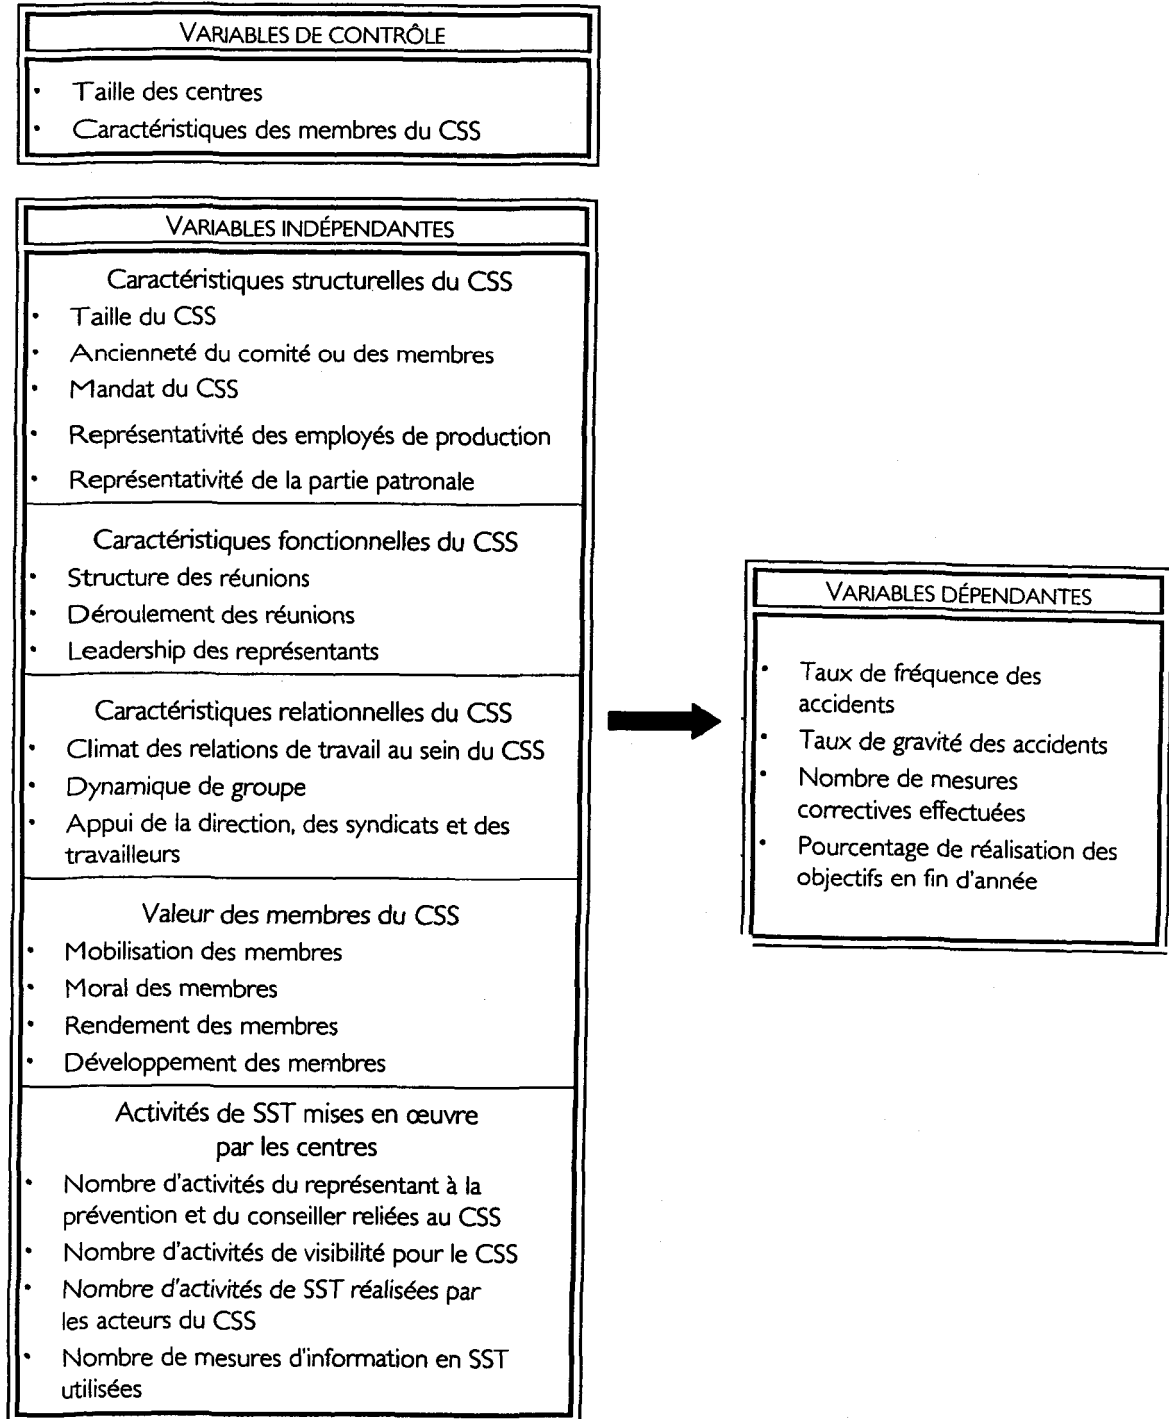 VARIABLES DE CONTRÔLE
• Taille des centres
• Caractéristiques des membres du CSS
VARIABLES INDÉPENDANTES
Caractéristiques structurelles du CSS
• Taille du CSS
• Ancienneté du comité ou des membres
• Mandat du CSS
• Représentativité des employés de production
• Représentativité de la partie patronale
Caractéristiques fonctionnelles du CSS
• Structure des réunions
• Déroulement des réunions
• Leadership des représentants
Caractéristiques relationnelles du CSS
• Climat des relations de travail au sein du CSS
• Dynamique de groupe
• Appui de la direction, des syndicats et des
travailleurs
Valeur des membres du CSS
• Mobilisation des membres
• Moral des membres
• Rendement des membres
• Développement des membres
Activités de SST mises en œuvre
par les centres
• Nombre d'activités du représentant à la
prévention et du conseiller reliées au CSS
• Nombre d'activités de visibilité pour le CSS
• Nombre d'activités de SST réalisées par
les acteurs du CSS
• Nombre de mesures d'information en SST
utilisées
VARIABLES DÉPENDANTES
• Taux de fréquence des
accidents
• Taux de gravité des accidents
• Nombre de mesures
correctives effectuées
• Pourcentage de réalisation des
objectifs en fin d'année